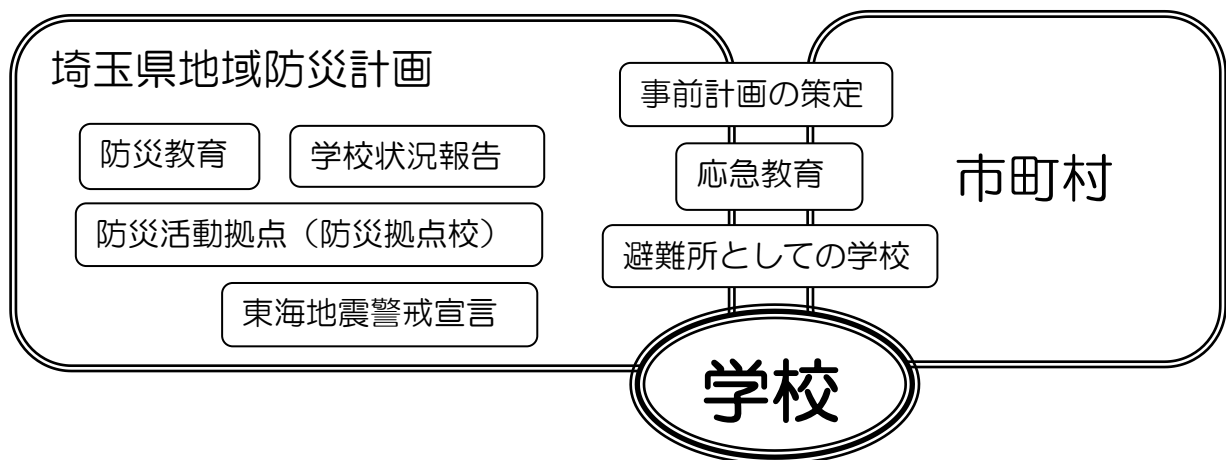 埼玉県地域防災計画
事前計画の策定
防災教育
学校状況報告
応急教育
市町村
防災活動拠点（防災拠点校）
避難所としての学校
東海地震警戒宣言
学校